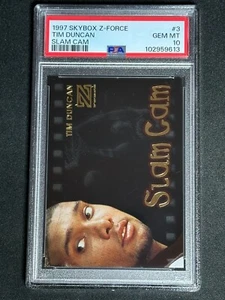 1997 SKYBOX Z-FORCE #3
TIM DUNCAN GEM MT
SLAM CAM 10
PSA 102959613
TIM DUNCAN
Z
Slam Cam